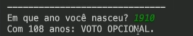 ------------------------------
Em que ano você nasceu? 1910
Com 108 anos: VOTO OPCIONAL.